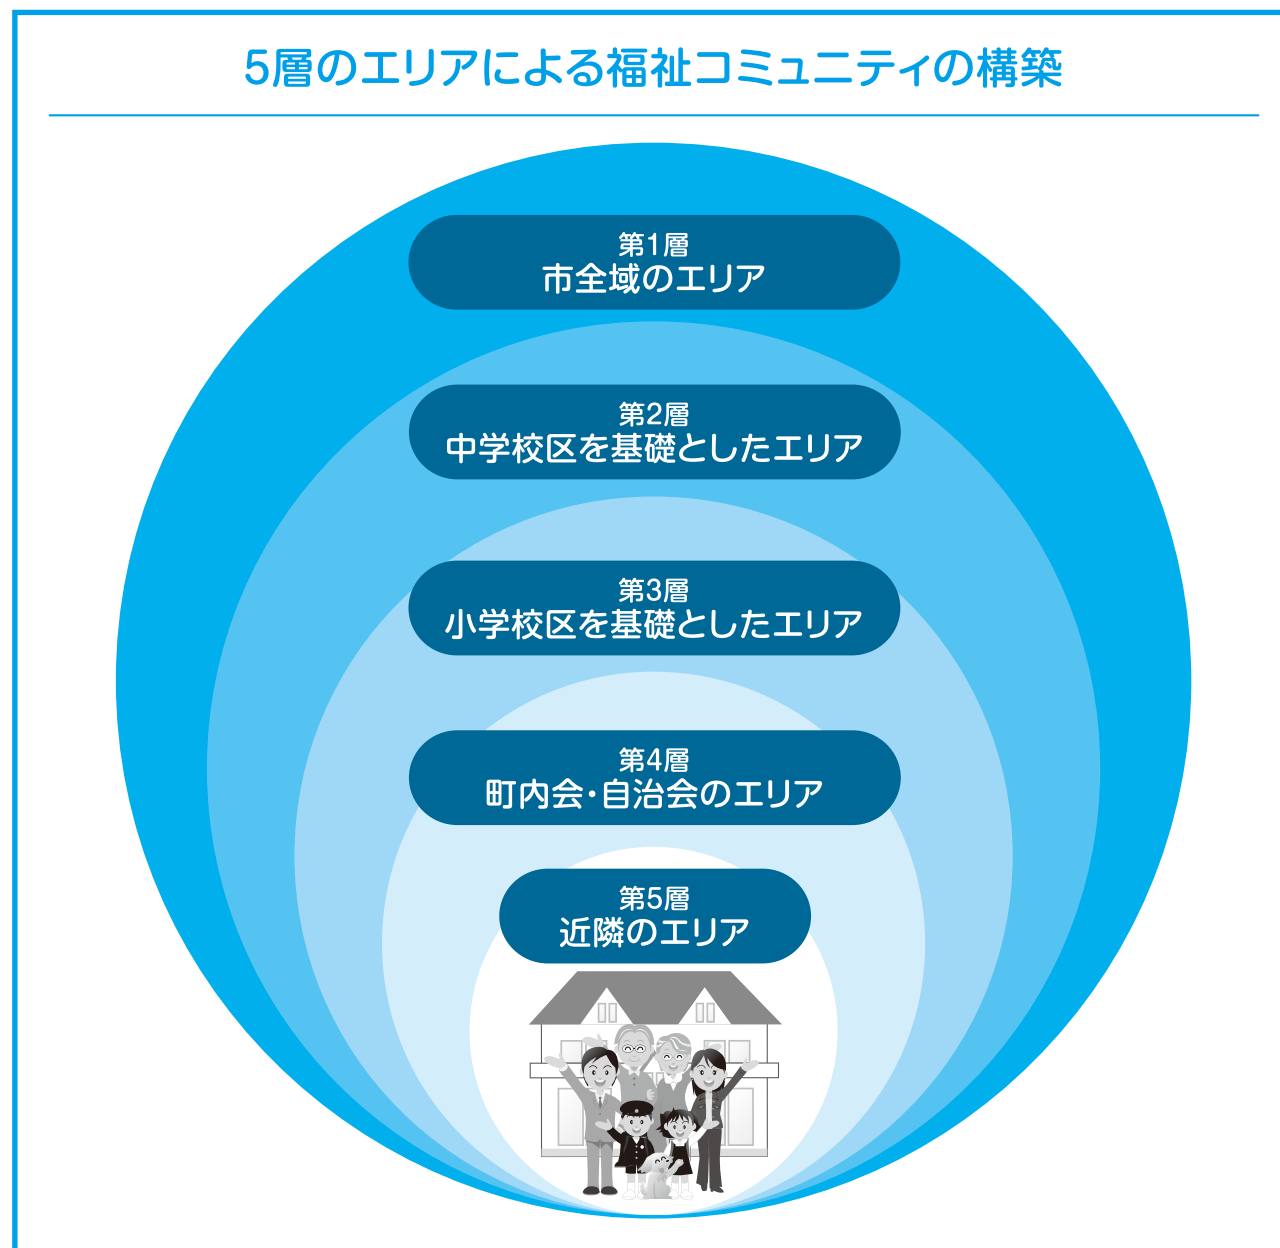 5層のエリアによる福祉コミュニティの構築
第1層
市全域のエリア
第2層
中学校区を基礎としたエリア
第3層
小学校区を基礎としたエリア
第4層
町内会・自治会のエリア
第5層
近隣のエリア